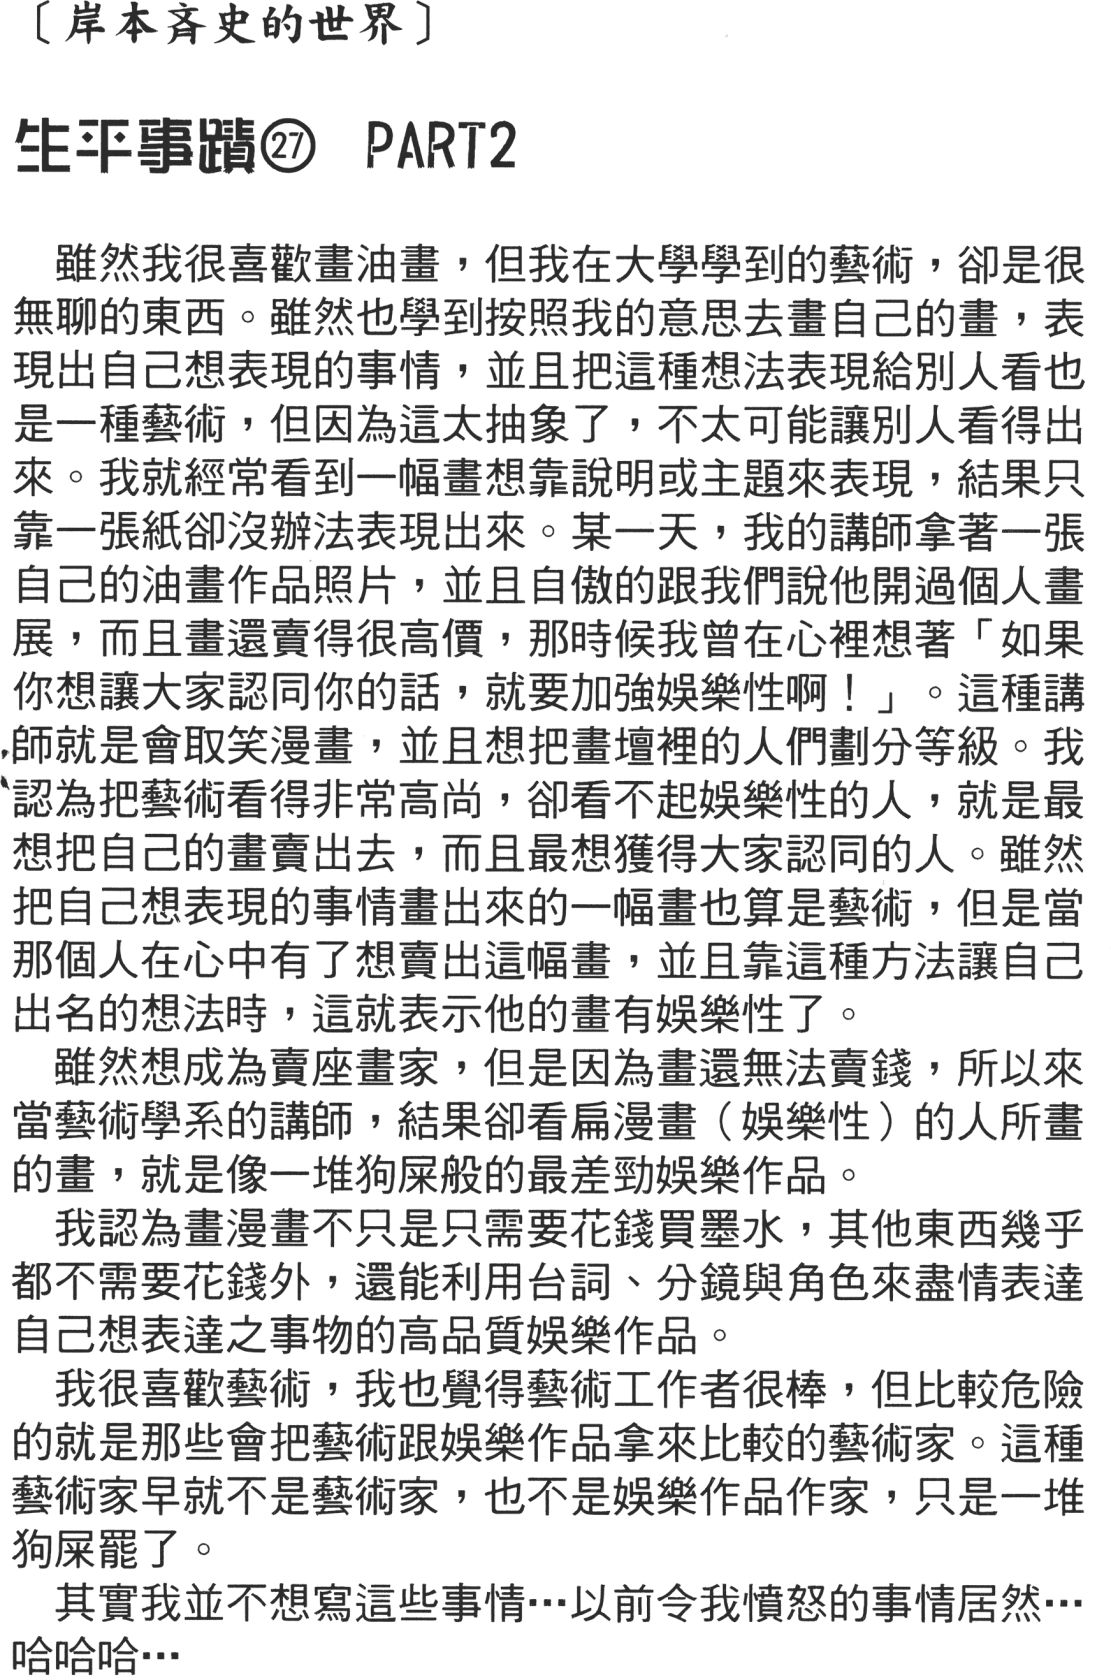 〔岸本斉史的世界〕
生平事蹟㉗ PART2
雖然我很喜歡畫油畫，但我在大學學到的藝術，卻是很
無聊的東西。雖然也學到按照我的意思去畫自己的畫，表
現出自己想表現的事情，並且把這種想法表現給別人看也
是一種藝術，但因為這太抽象了，不太可能讓別人看得出
來。我就經常看到一幅畫想靠說明或主題來表現，結果只
靠一張紙卻沒辦法表現出來。某一天，我的講師拿著一張
自己的油畫作品照片，並且自傲的跟我們說他開過個人畫
展，而且畫還賣得很高價，那時候我曾在心裡想著「如果
你想讓大家認同你的話，就要加強娛樂性啊！」。這種講
師就是會取笑漫畫，並且想把畫壇裡的人們劃分等級。我
認為把藝術看得非常高尚，卻看不起娛樂性的人，就是最
想把自己的畫賣出去，而且最想獲得大家認同的人。雖然
把自己想表現的事情畫出來的一幅畫也算是藝術，但是當
那個人在心中有了想賣出這幅畫，並且靠這種方法讓自己
出名的想法時，這就表示他的畫有娛樂性了。
雖然想成為賣座畫家，但是因為畫還無法賣錢，所以來
當藝術學系的講師，結果卻看扁漫畫（娛樂性）的人所畫
的畫，就是像一堆狗屎般的最差勁娛樂作品。
我認為畫漫畫不只是只需要花錢買墨水，其他東西幾乎
都不需要花錢外，還能利用台詞、分鏡與角色來盡情表達
自己想表達之事物的高品質娛樂作品。
我很喜歡藝術，我也覺得藝術工作者很棒，但比較危險
的就是那些會把藝術跟娛樂作品拿來比較的藝術家。這種
藝術家早就不是藝術家，也不是娛樂作品作家，只是一堆
狗屎罷了。
其實我並不想寫這些事情…以前令我憤怒的事情居然…
哈哈哈…